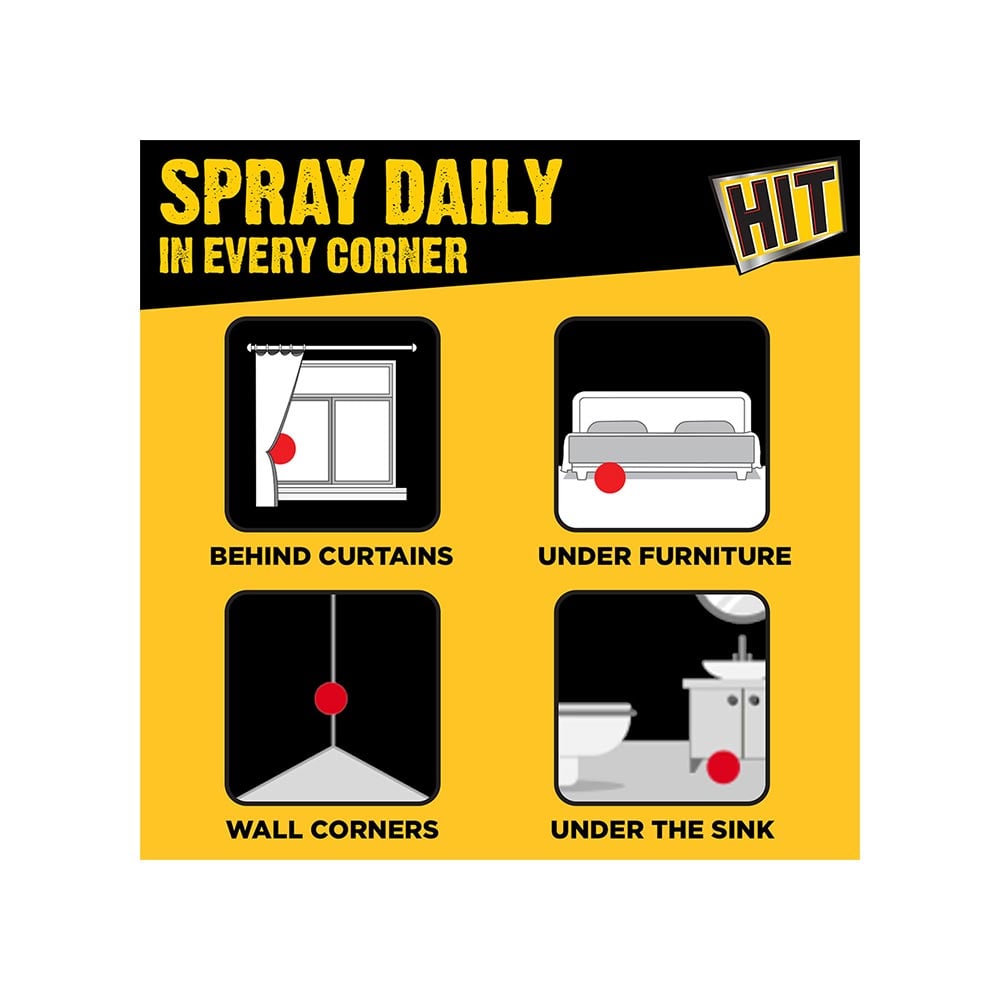 SPRAY DAILY
IN EVERY CORNER
HIT
BEHIND CURTAINS
UNDER FURNITURE
WALL CORNERS
UNDER THE SINK